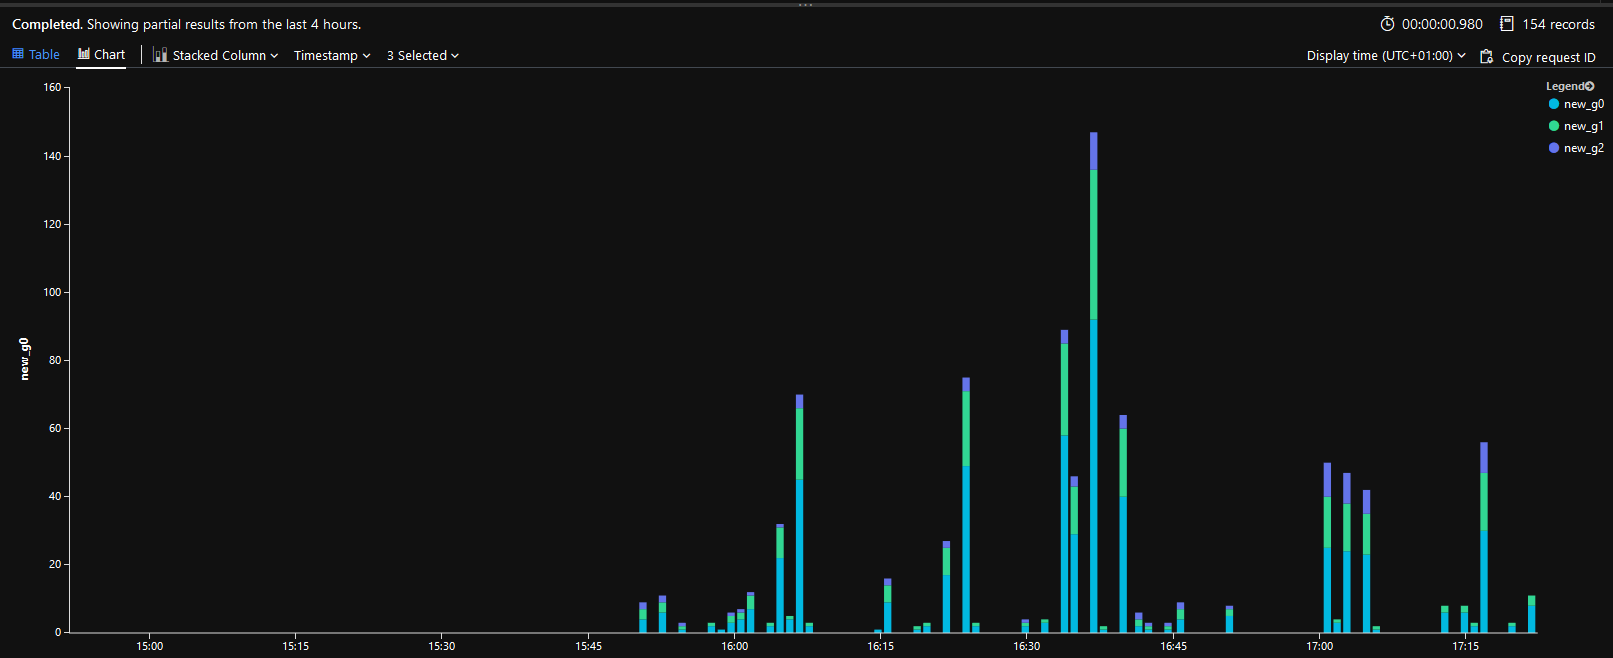 Completed. Showing partial results from the last 4 hours.
00:00:00.980
154 records
Table
Chart
Stacked Column
Timestamp
3 Selected
Display time (UTC+01:00)
Copy request ID
Legend
new_g0
new_g1
new_g2
160
140
120
100
80
60
40
20
0
new_g0
15:00
15:15
15:30
15:45
16:00
16:15
16:30
16:45
17:00
17:15